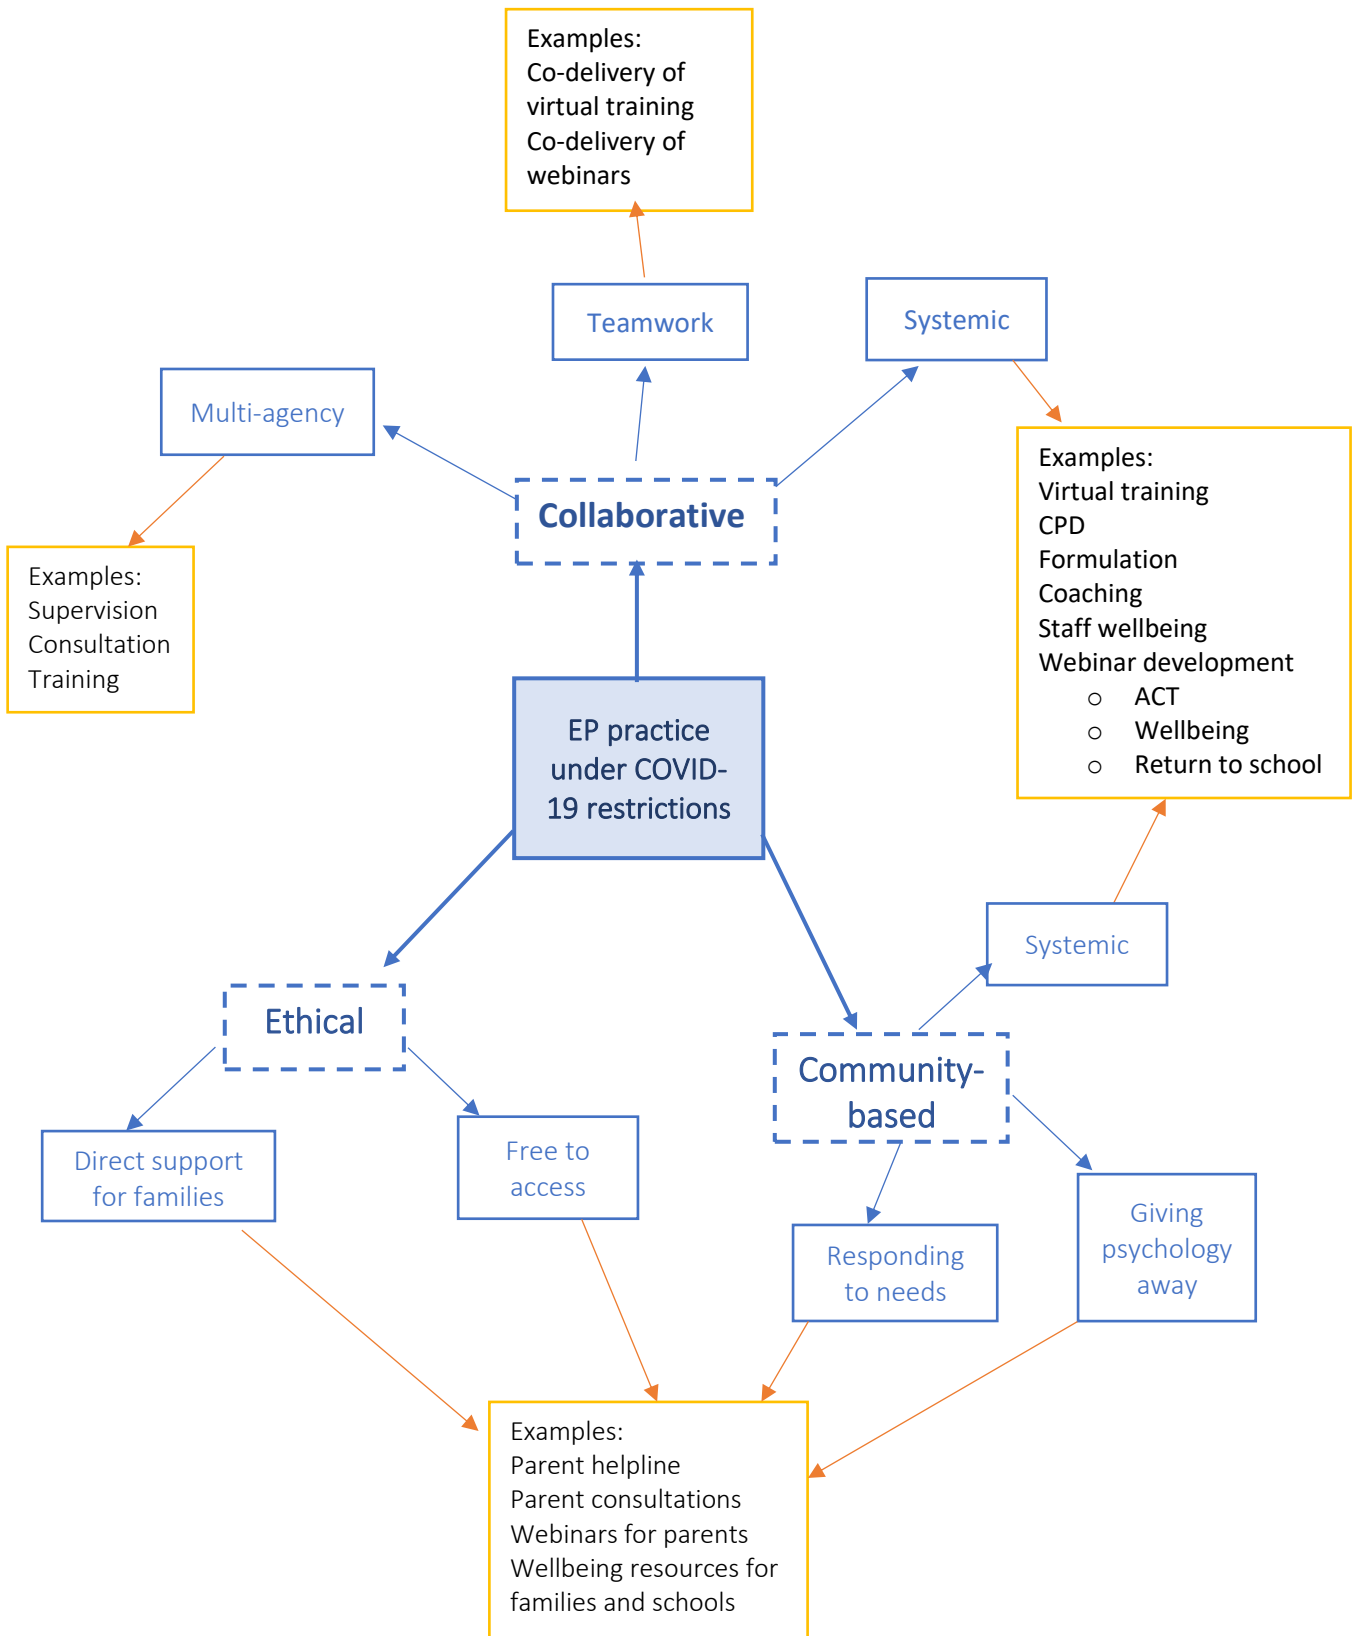 Examples:
Co-delivery of
virtual training
Co-delivery of
webinars
Teamwork
Systemic
Multi-agency
Collaborative
Examples:
Virtual training
CPD
Formulation
Coaching
Staff wellbeing
Webinar development
o ACT
o Wellbeing
o Return to school
Examples:
Supervision
Consultation
Training
EP practice
under COVID-
19 restrictions
Systemic
Ethical
Community-
based
Direct support
for families
Free to
access
Responding
to needs
Giving
psychology
away
Examples:
Parent helpline
Parent consultations
Webinars for parents
Wellbeing resources for
families and schools